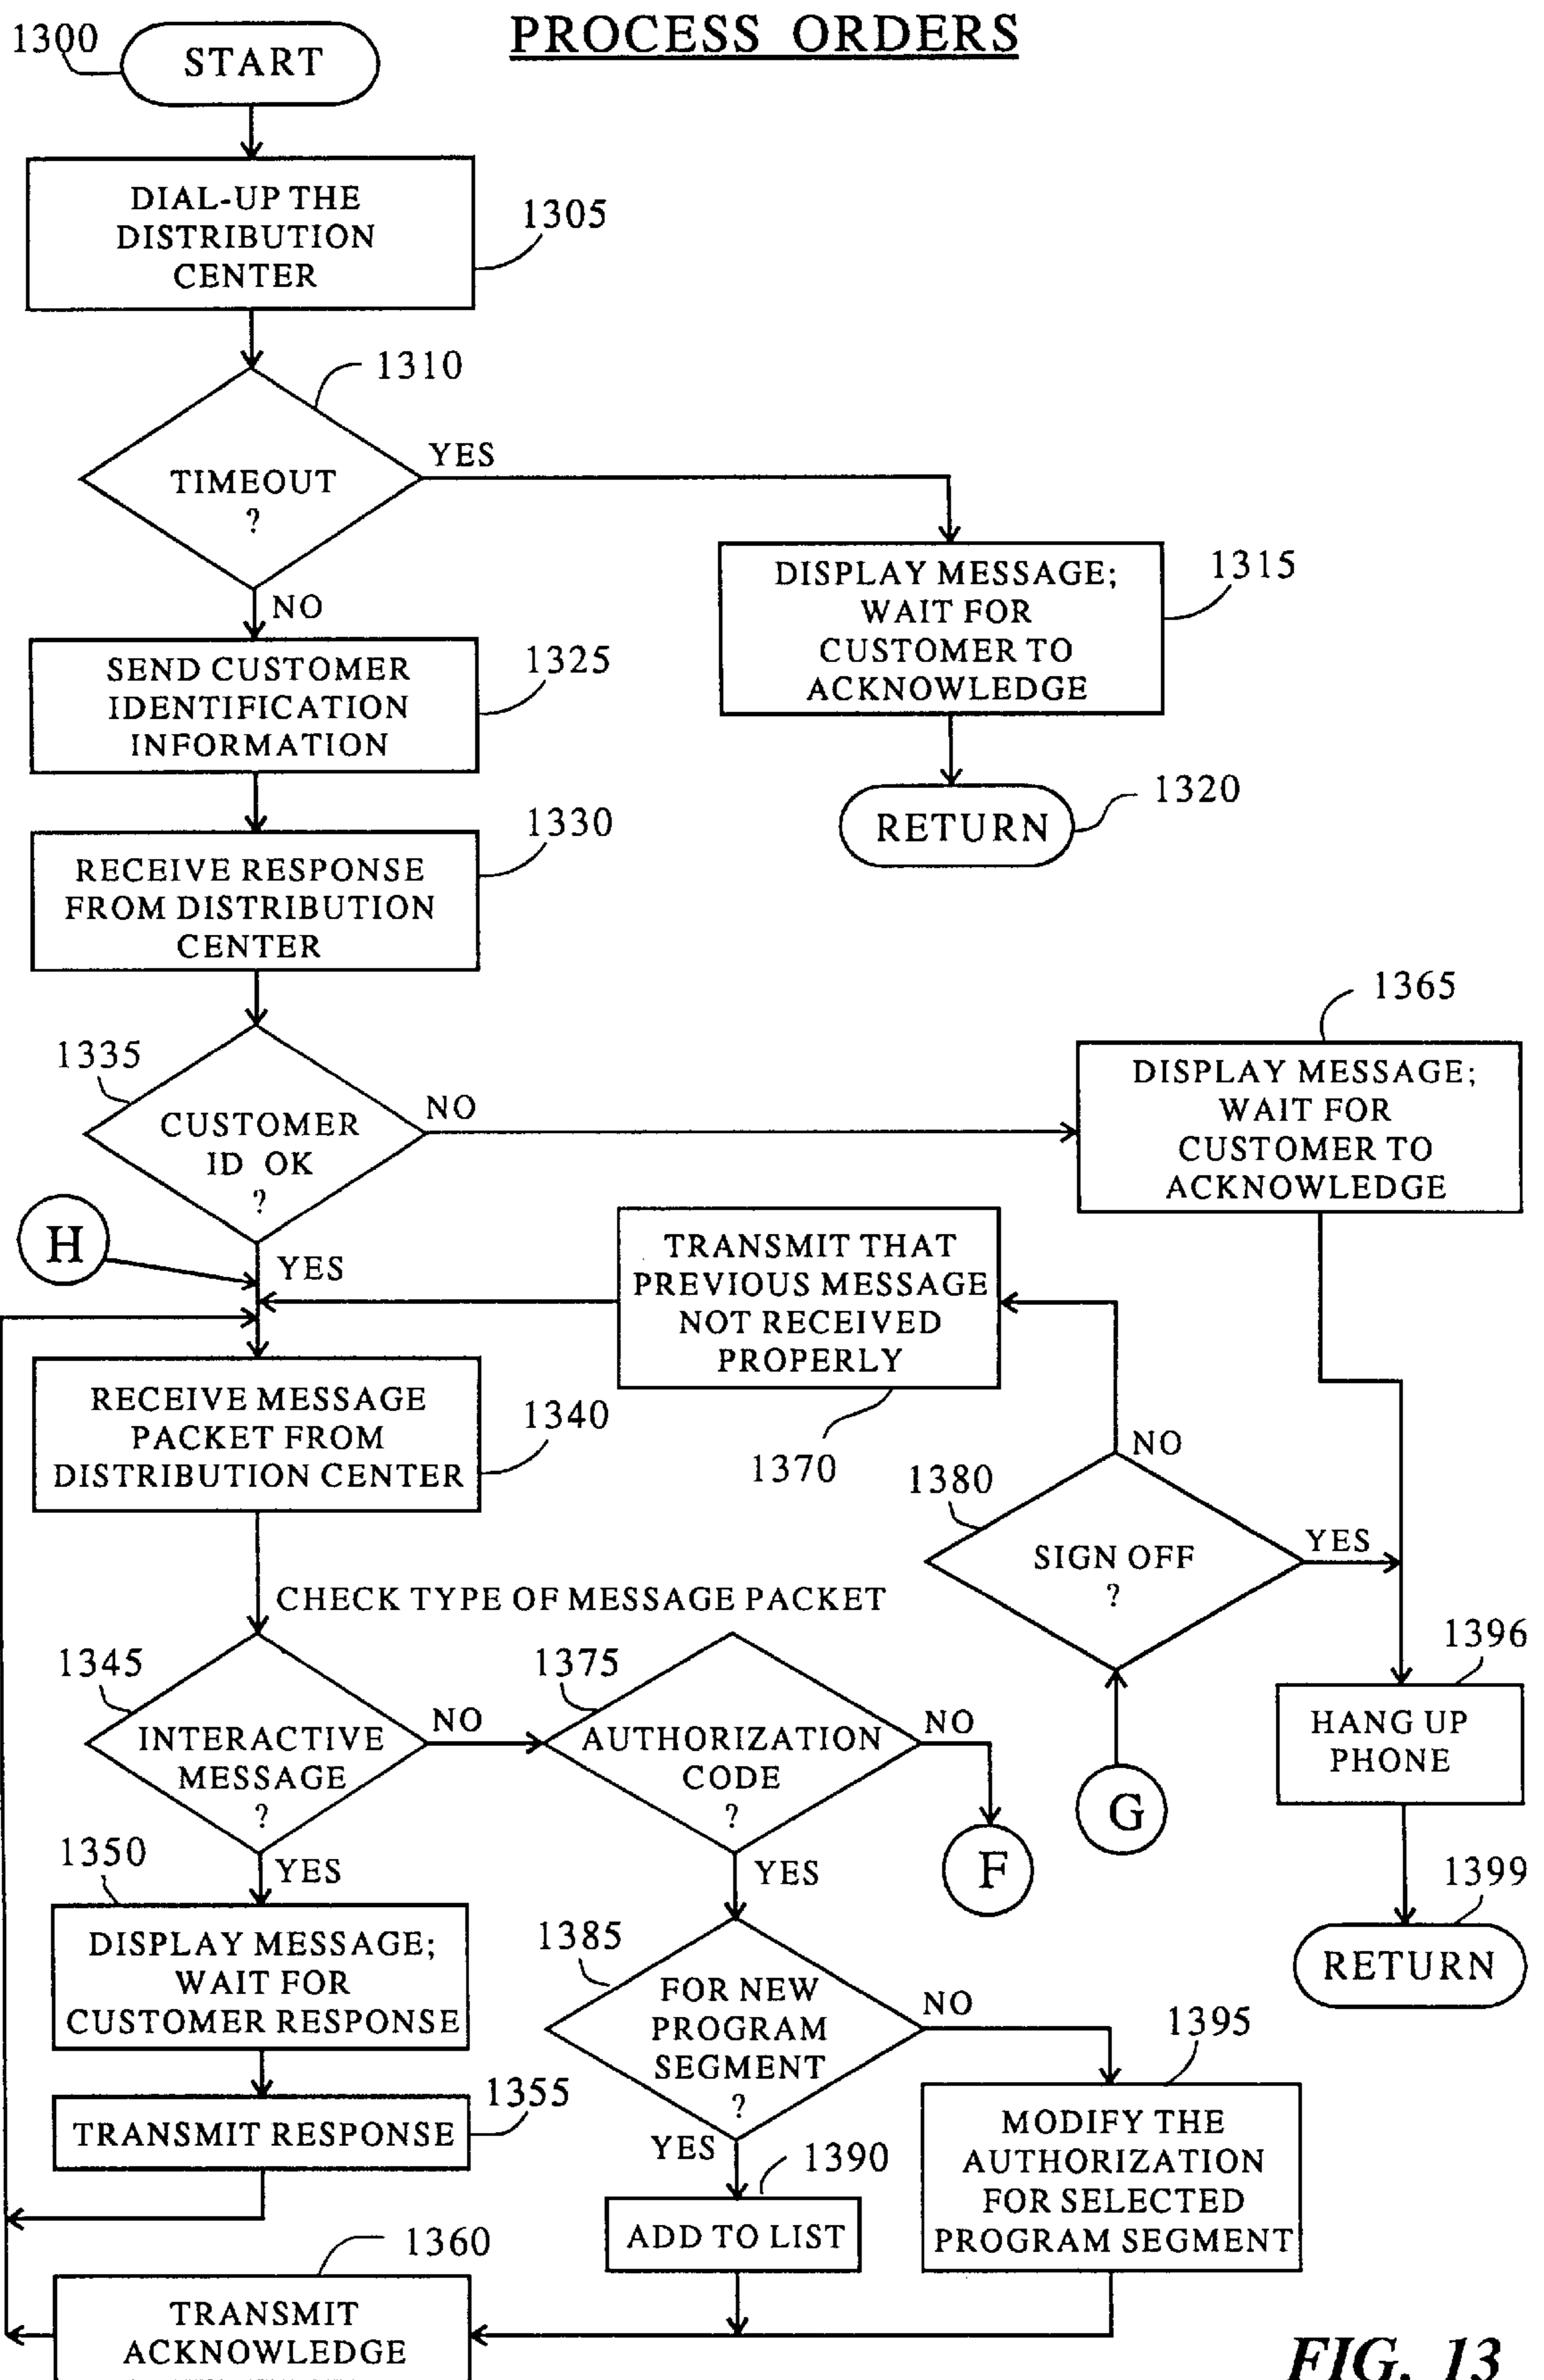 PROCESS ORDERS
1300
START
DIAL-UP THE
DISTRIBUTION
CENTER
1305
1310
TIMEOUT
?
YES
NO
DISPLAY MESSAGE;
WAIT FOR
CUSTOMER TO
ACKNOWLEDGE
1315
SEND CUSTOMER
IDENTIFICATION
INFORMATION
1325
RETURN
1320
RECEIVE RESPONSE
FROM DISTRIBUTION
CENTER
1330
1335
CUSTOMER
ID OK
?
NO
YES
1365
DISPLAY MESSAGE;
WAIT FOR
CUSTOMER TO
ACKNOWLEDGE
H
TRANSMIT THAT
PREVIOUS MESSAGE
NOT RECEIVED
PROPERLY
1370
RECEIVE MESSAGE
PACKET FROM
DISTRIBUTION CENTER
1340
1380
NO
SIGN OFF
?
YES
CHECK TYPE OF MESSAGE PACKET
1345
INTERACTIVE
MESSAGE
?
NO
YES
1375
AUTHORIZATION
CODE
?
NO
YES
F
G
1396
HANG UP
PHONE
1399
RETURN
1350
DISPLAY MESSAGE;
WAIT FOR
CUSTOMER RESPONSE
1385
FOR NEW
PROGRAM
SEGMENT
?
NO
YES
1395
MODIFY THE
AUTHORIZATION
FOR SELECTED
PROGRAM SEGMENT
1355
TRANSMIT RESPONSE
1390
ADD TO LIST
1360
TRANSMIT
ACKNOWLEDGE
FIG. 13